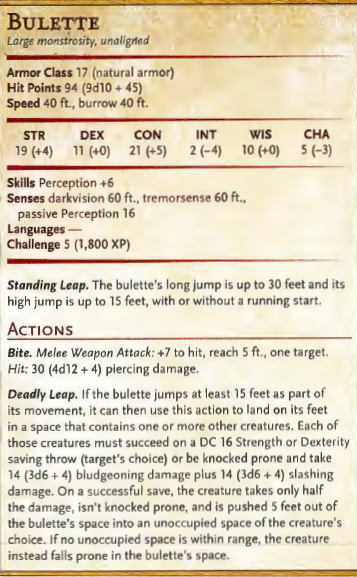 BULETTE
Large monstrosity, unaligned
Armor Class 17 (natural armor)
Hit Points 94 (9d10 + 45)
Speed 40 ft., burrow 40 ft.
STR DEX CON INT WIS CHA
19 (+4) 11 (+0) 21 (+5) 2 (−4) 10 (+0) 5 (−3)
Skills Perception +6
Senses darkvision 60 ft., tremorsense 60 ft.,
passive Perception 16
Languages —
Challenge 5 (1,800 XP)
Standing Leap. The bulette's long jump is up to 30 feet and its
high jump is up to 15 feet, with or without a running start.
ACTIONS
Bite. Melee Weapon Attack: +7 to hit, reach 5 ft., one target.
Hit: 30 (4d12 + 4) piercing damage.
Deadly Leap. If the bulette jumps at least 15 feet as part of
its movement, it can then use this action to land on its feet
in a space that contains one or more other creatures. Each of
those creatures must succeed on a DC 16 Strength or Dexterity
saving throw (target's choice) or be knocked prone and take
14 (3d6 + 4) bludgeoning damage plus 14 (3d6 + 4) slashing
damage. On a successful save, the creature takes only half
the damage, isn't knocked prone, and is pushed 5 feet out of
the bulette's space into an unoccupied space of the creature's
choice. If no unoccupied space is within range, the creature
instead falls prone in the bulette's space.